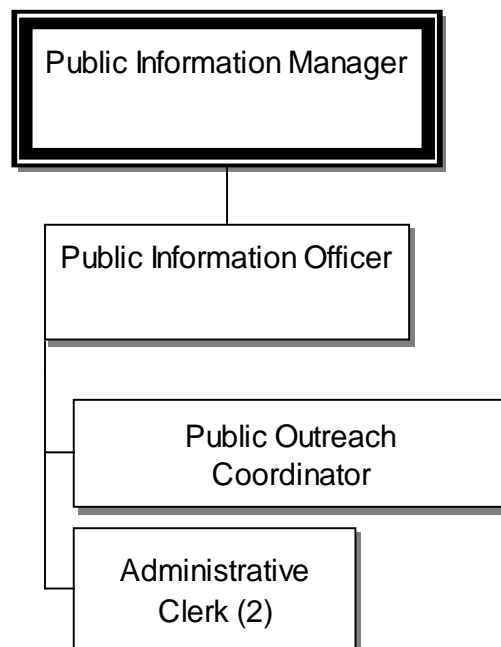 Public Information Manager
Public Information Officer
Public Outreach
Coordinator
Administrative
Clerk (2)